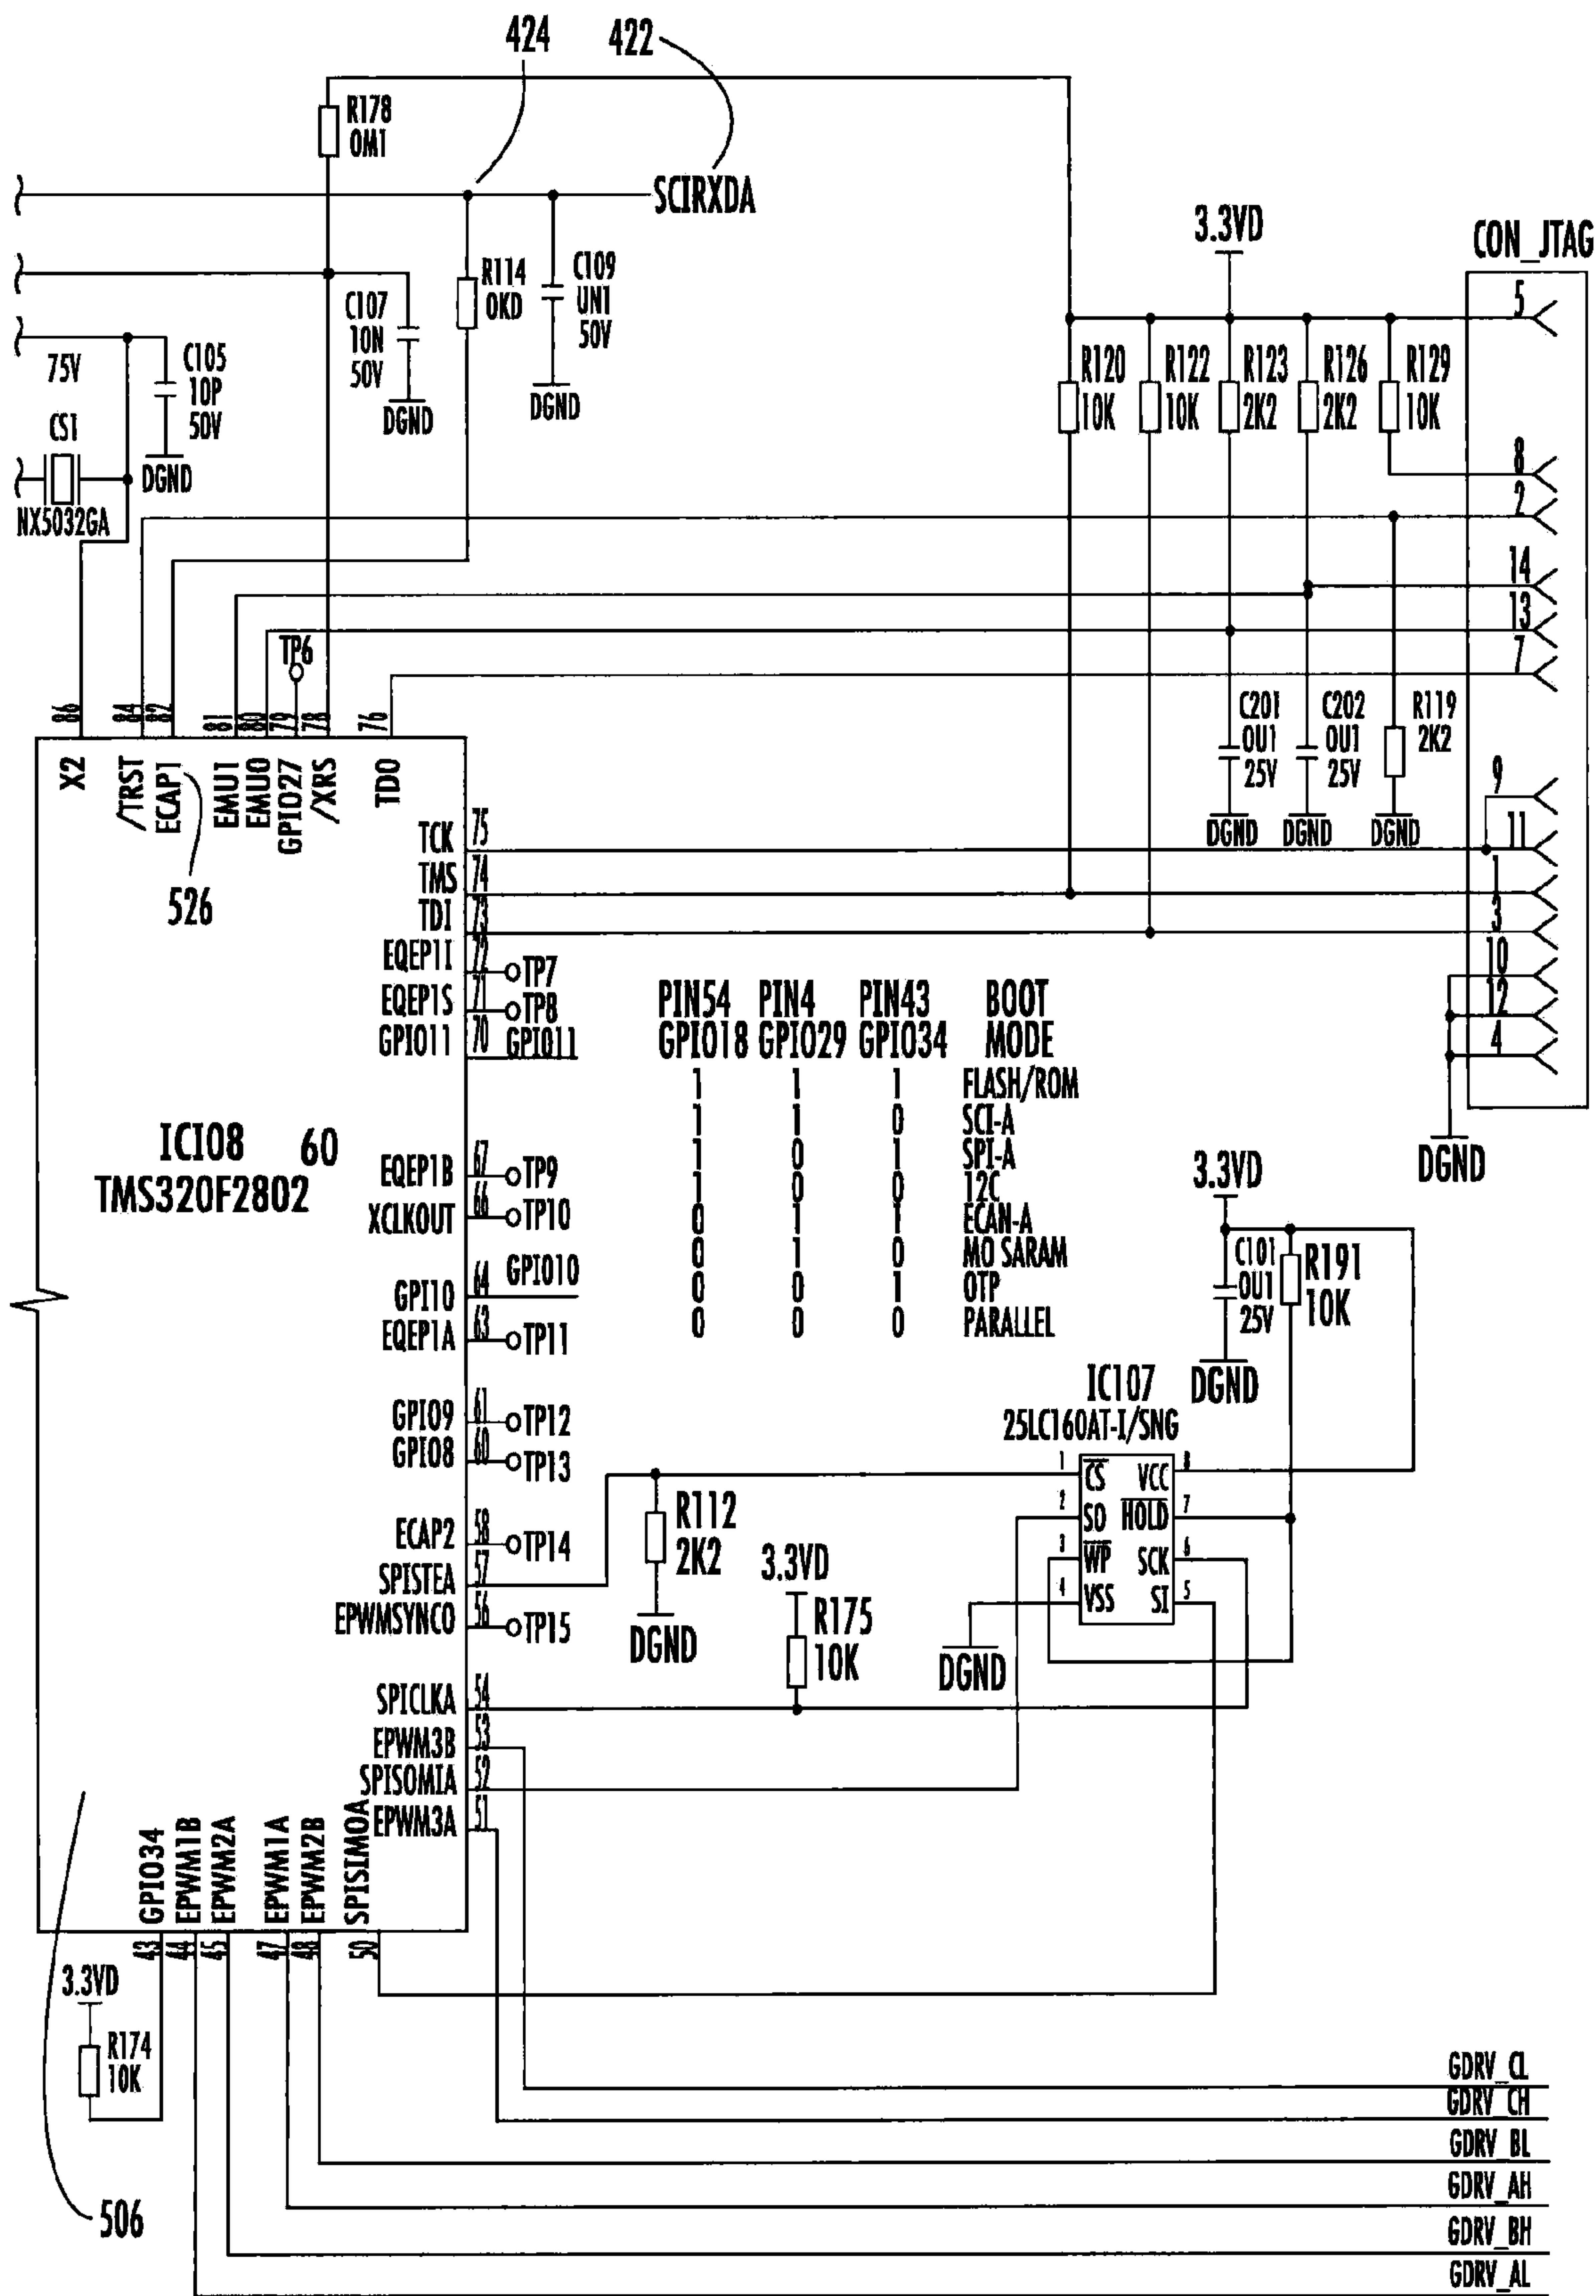 424 422
R178
0M1
SCIRXDA
3.3VD
CON_JTAG
5
R114
0KD
C109
UN1
50V
C107
10N
50V
DGND
DGND
75V
C105
10P
50V
DGND
CS1
NX5032GA
R120
10K
R122
10K
R123
2K2
R126
2K2
R129
10K
8
2
14
13
7
TP6
86 84 82 81 80 79 78 76
X2 /TRST ECAP1 EMU1 EMU0 GPIO27 /XRS TDO
526
C201
0U1
25V
DGND
C202
0U1
25V
DGND
R119
2K2
DGND
9
11
1
3
10
12
4
DGND
TCK 75
TMS 74
TDI 73
EQEP1I 72 TP7
EQEP1S 71 TP8
GPIO11 70 GPIO11
ICI08 60
TMS320F2802
EQEP1B 67 TP9
XCLKOUT 66 TP10
GPI10 64 GPIO10
EQEP1A 63 TP11
GPIO9 61 TP12
GPIO8 60 TP13
ECAP2 58 TP14
SPISTEA 57
EPWMSYNCO 56 TP15
SPICLKA 54
EPWM3B 53
SPISOMIA 52
EPWM3A 51
PIN54 PIN4 PIN43 BOOT
GPIO18 GPIO29 GPIO34 MODE
1 1 1 FLASH/ROM
1 1 0 SCI-A
1 0 1 SPI-A
1 0 0 12C
0 1 1 ECAN-A
0 1 0 MO SARAM
0 0 1 OTP
0 0 0 PARALLEL
3.3VD
C101
0U1
25V
DGND
R191
10K
IC107
25LC160AT-I/SNG
1 CS VCC 8
2 SO HOLD 7
3 WP SCK 6
4 VSS SI 5
R112
2K2
DGND
3.3VD
R175
10K
DGND
GPIO34 EPWM1B EPWM2A EPWM1A EPWM2B SPISIMOA
43 44 45 47 48 50
3.3VD
R174
10K
506
GDRV_CL
GDRV_CH
GDRV_BL
GDRV_AH
GDRV_BH
GDRV_AL